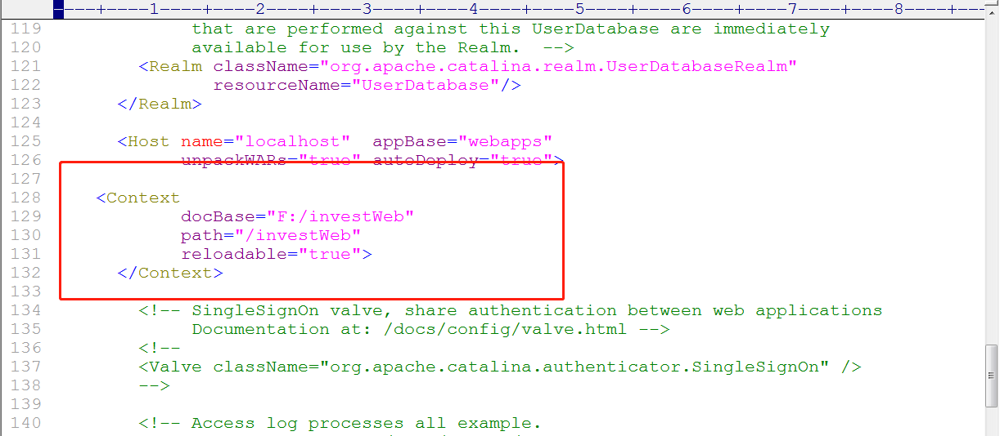 ----+----1----+----2----+----3----+----4----+----5----+----6----+----7----+----8----+---
119 that are performed against this UserDatabase are immediately
120 available for use by the Realm. -->
121 <Realm className="org.apache.catalina.realm.UserDatabaseRealm"
122 resourceName="UserDatabase"/>
123 </Realm>
124
125 <Host name="localhost" appBase="webapps"
126 unpackWARs="true" autoDeploy="true">
127
128 <Context
129 docBase="F:/investWeb"
130 path="/investWeb"
131 reloadable="true">
132 </Context>
133
134 <!-- SingleSignOn valve, share authentication between web applications
135 Documentation at: /docs/config/valve.html -->
136 <!--
137 <Valve className="org.apache.catalina.authenticator.SingleSignOn" />
138 -->
139
140 <!-- Access log processes all example.